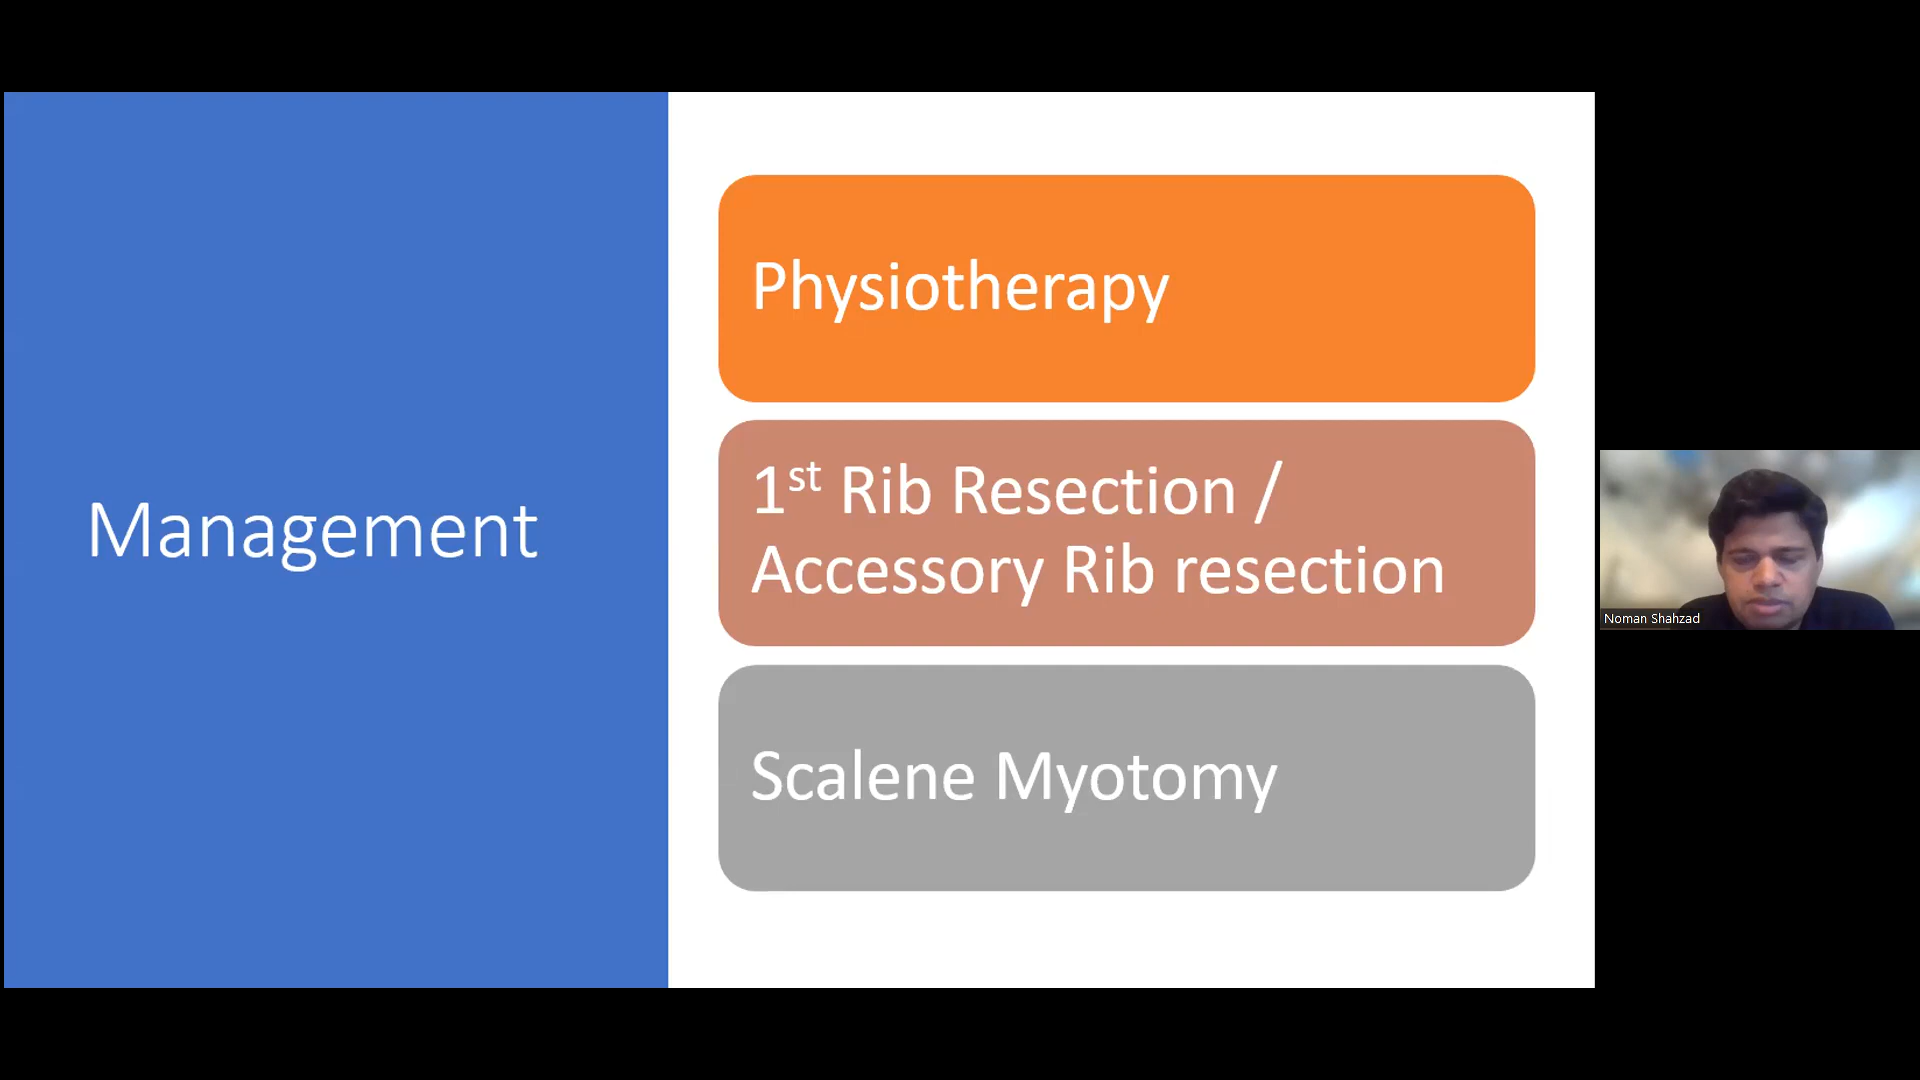 Management
Physiotherapy
1st Rib Resection /
Accessory Rib resection
Scalene Myotomy
Noman Shahzad